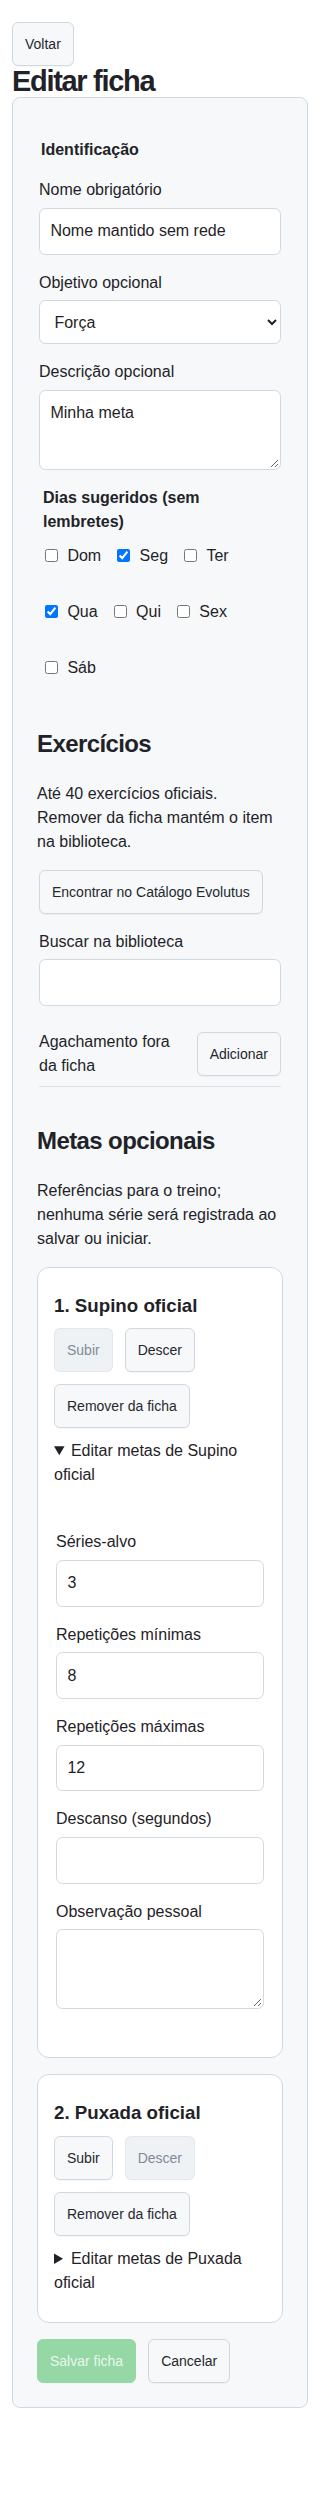 Voltar
Editar ficha
Identificação
Nome obrigatório
Nome mantido sem rede
Objetivo opcional
Força
Descrição opcional
Minha meta
Dias sugeridos (sem
lembretes)
Dom Seg Ter
Qua Qui Sex
Sáb
Exercícios
Até 40 exercícios oficiais.
Remover da ficha mantém o item
na biblioteca.
Encontrar no Catálogo Evolutus
Buscar na biblioteca
Agachamento fora
da ficha
Adicionar
Metas opcionais
Referências para o treino;
nenhuma série será registrada ao
salvar ou iniciar.
1. Supino oficial
Subir Descer
Remover da ficha
Editar metas de Supino
oficial
Séries-alvo
3
Repetições mínimas
8
Repetições máximas
12
Descanso (segundos)
Observação pessoal
2. Puxada oficial
Subir Descer
Remover da ficha
Editar metas de Puxada
oficial
Salvar ficha Cancelar